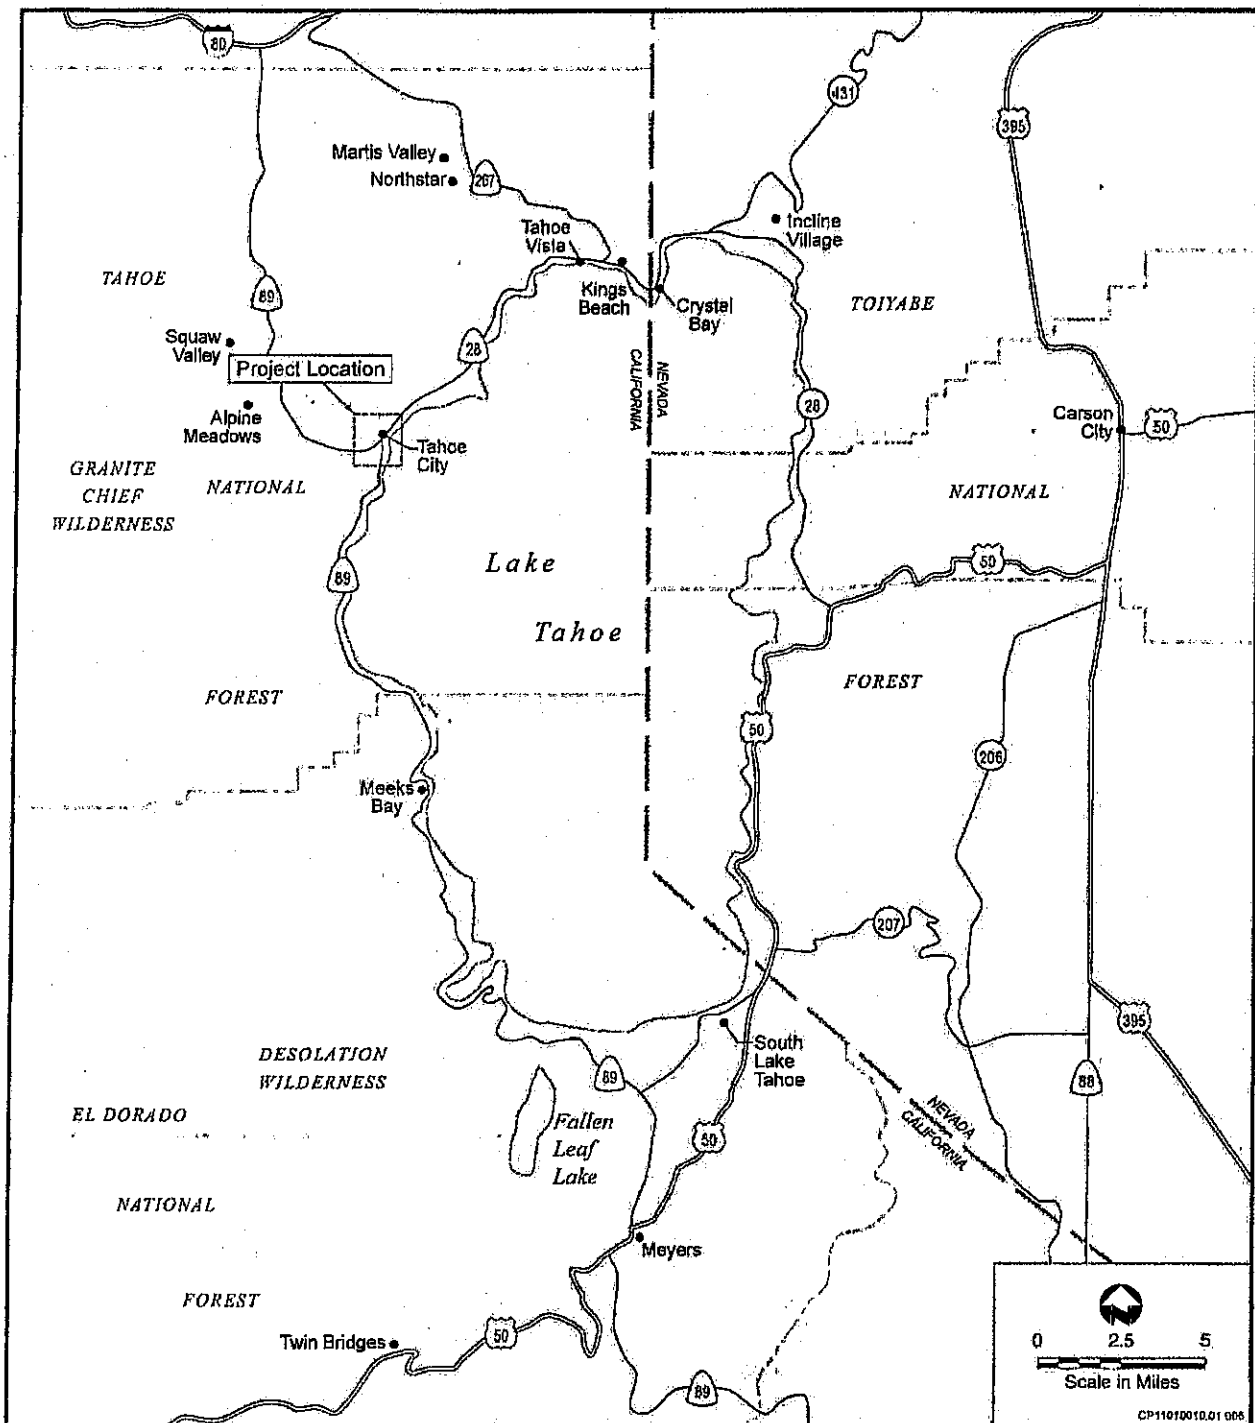 80
431
395
Martis Valley
Northstar
267
Incline
Village
Tahoe
Vista
TAHOE
Kings
Beach
Crystal
Bay
TOIYABE
89
Squaw
Valley
28
CALIFORNIA
NEVADA
Project Location
28
Alpine
Meadows
Carson
City
50
Tahoe
City
GRANITE
CHIEF
WILDERNESS
NATIONAL
NATIONAL
Lake
50
89
Tahoe
FOREST
FOREST
50
206
Meeks
Bay
207
395
South
Lake
Tahoe
DESOLATION
WILDERNESS
89
88
EL DORADO
Fallen
Leaf
Lake
50
NEVADA
CALIFORNIA
NATIONAL
Meyers
FOREST
Twin Bridges
50
N
0 2.5 5
Scale in Miles
89
CP11010010.01 005